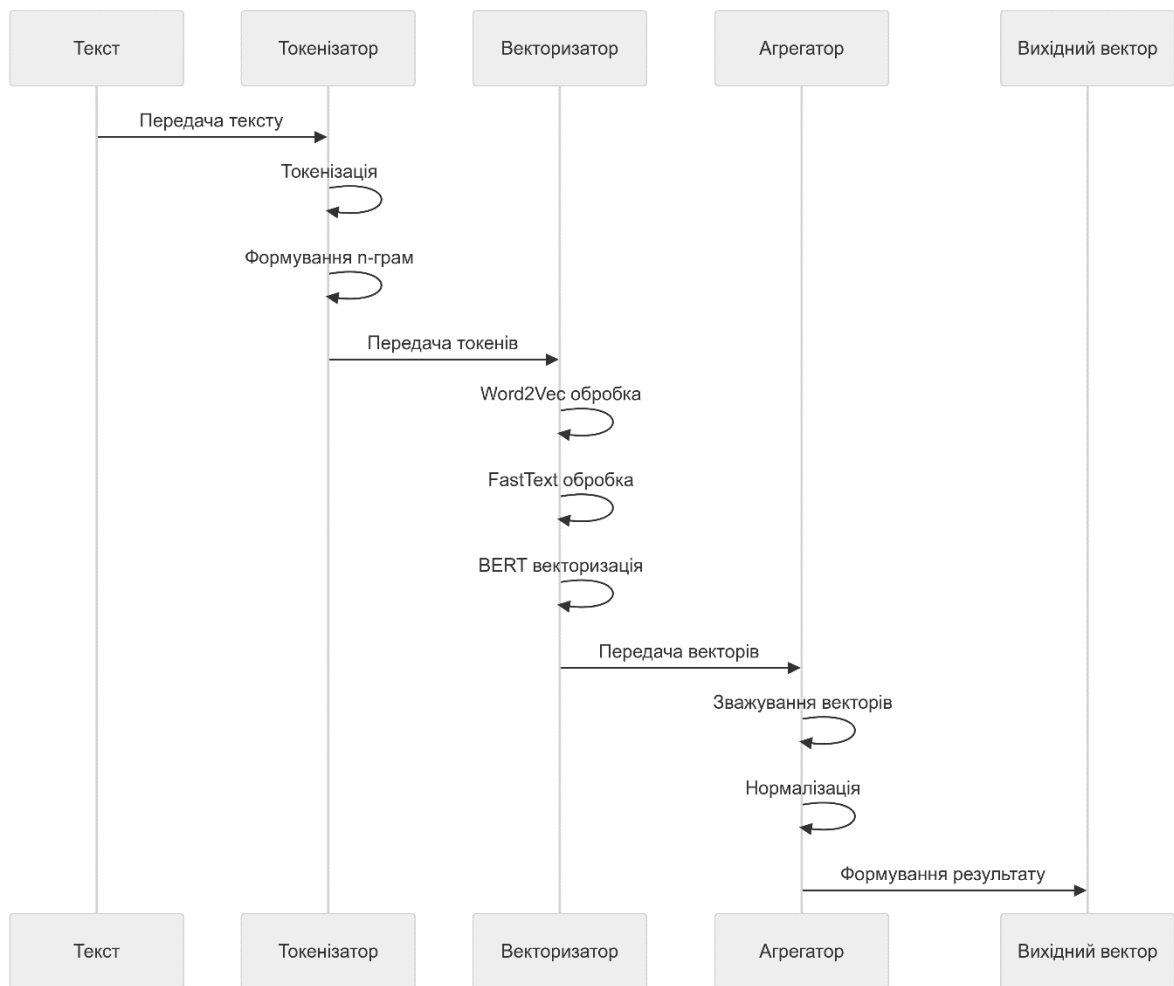 Текст
Токенізатор
Векторизатор
Агрегатор
Вихідний вектор
Передача тексту
Токенізація
Формування n-грам
Передача токенів
Word2Vec обробка
FastText обробка
BERT векторизація
Передача векторів
Зважування векторів
Нормалізація
Формування результату
Текст
Токенізатор
Векторизатор
Агрегатор
Вихідний вектор